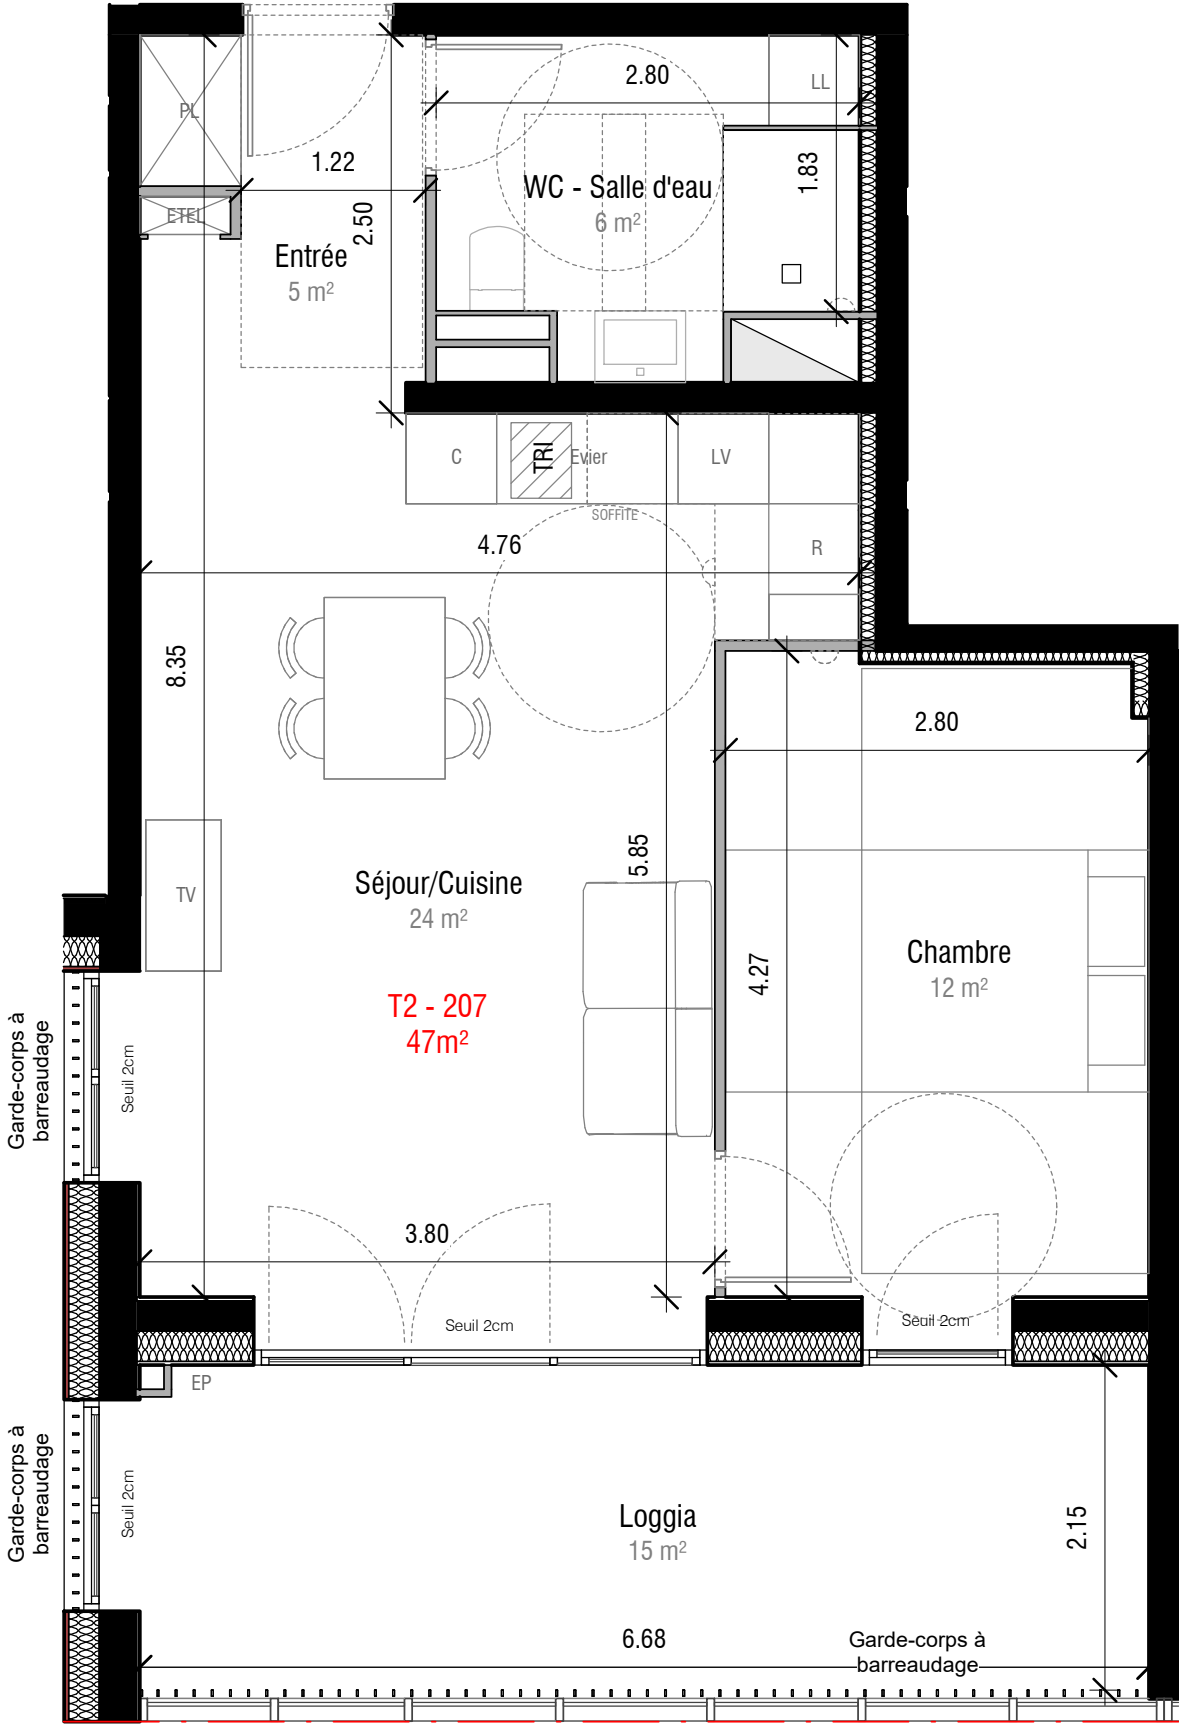 2.80
LL
PL
1.22
1.83
WC - Salle d'eau
6 m²
ETEL
2.50
Entrée
5 m²
C
TRI
Evier
LV
SOFFITE
4.76
R
8.35
2.80
5.85
TV
Séjour/Cuisine
24 m²
4.27
Chambre
12 m²
T2 - 207
47m²
Garde-corps à
barreaudage
Seuil 2cm
3.80
Seuil 2cm
Seuil 2cm
EP
Garde-corps à
barreaudage
Seuil 2cm
Loggia
15 m²
2.15
6.68
Garde-corps à
barreaudage